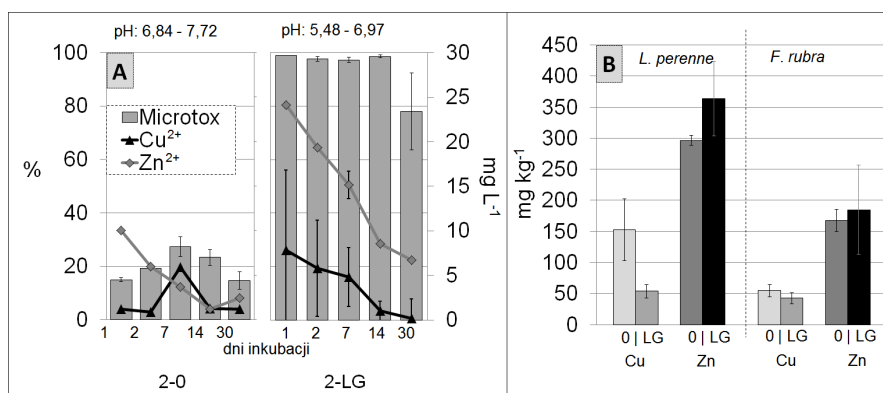 pH: 6,84 - 7,72
pH: 5,48 - 6,97
A
100
80
60
40
20
0
%
Microtox
Cu2+
Zn2+
30
25
20
15
10
5
0
mg L-1
1 2 7 14 30
1 2 7 14 30
dni inkubacji
2-0
2-LG
B
L. perenne
F. rubra
450
400
350
300
250
200
150
100
50
0
mg kg-1
0 | LG 0 | LG 0 | LG 0 | LG
Cu Zn Cu Zn